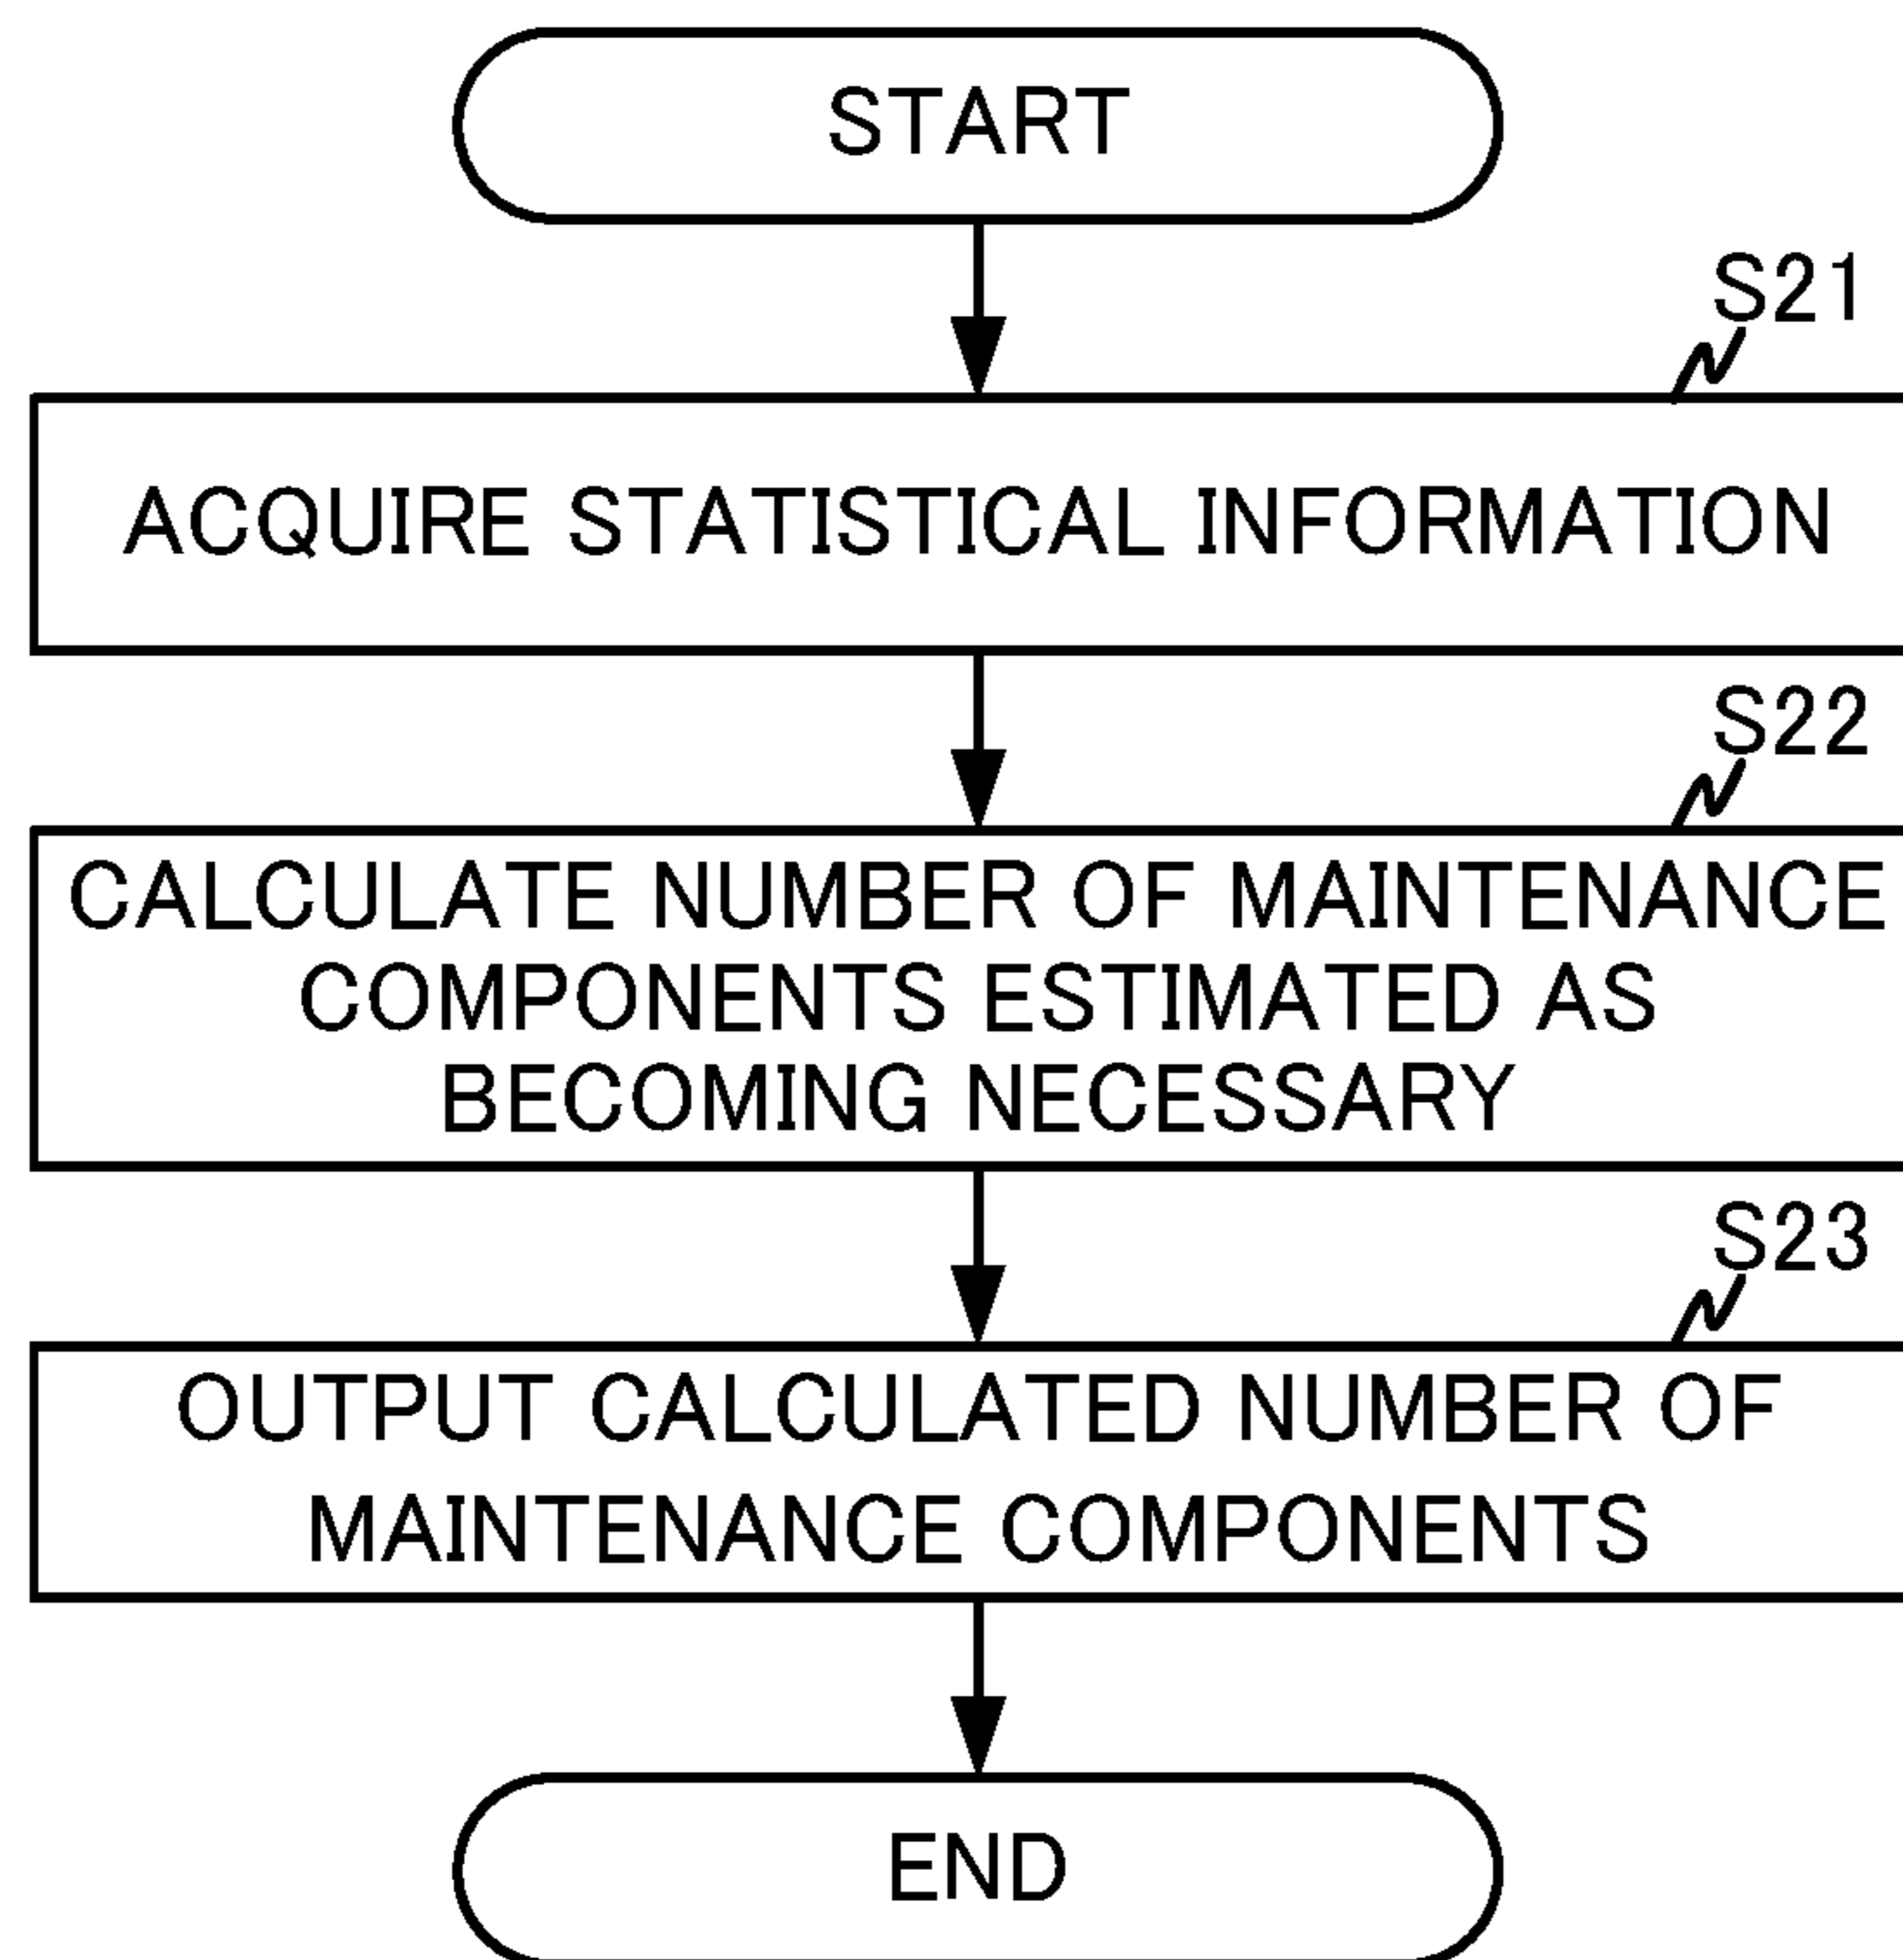 START
S21
ACQUIRE STATISTICAL INFORMATION
S22
CALCULATE NUMBER OF MAINTENANCE
COMPONENTS ESTIMATED AS
BECOMING NECESSARY
S23
OUTPUT CALCULATED NUMBER OF
MAINTENANCE COMPONENTS
END